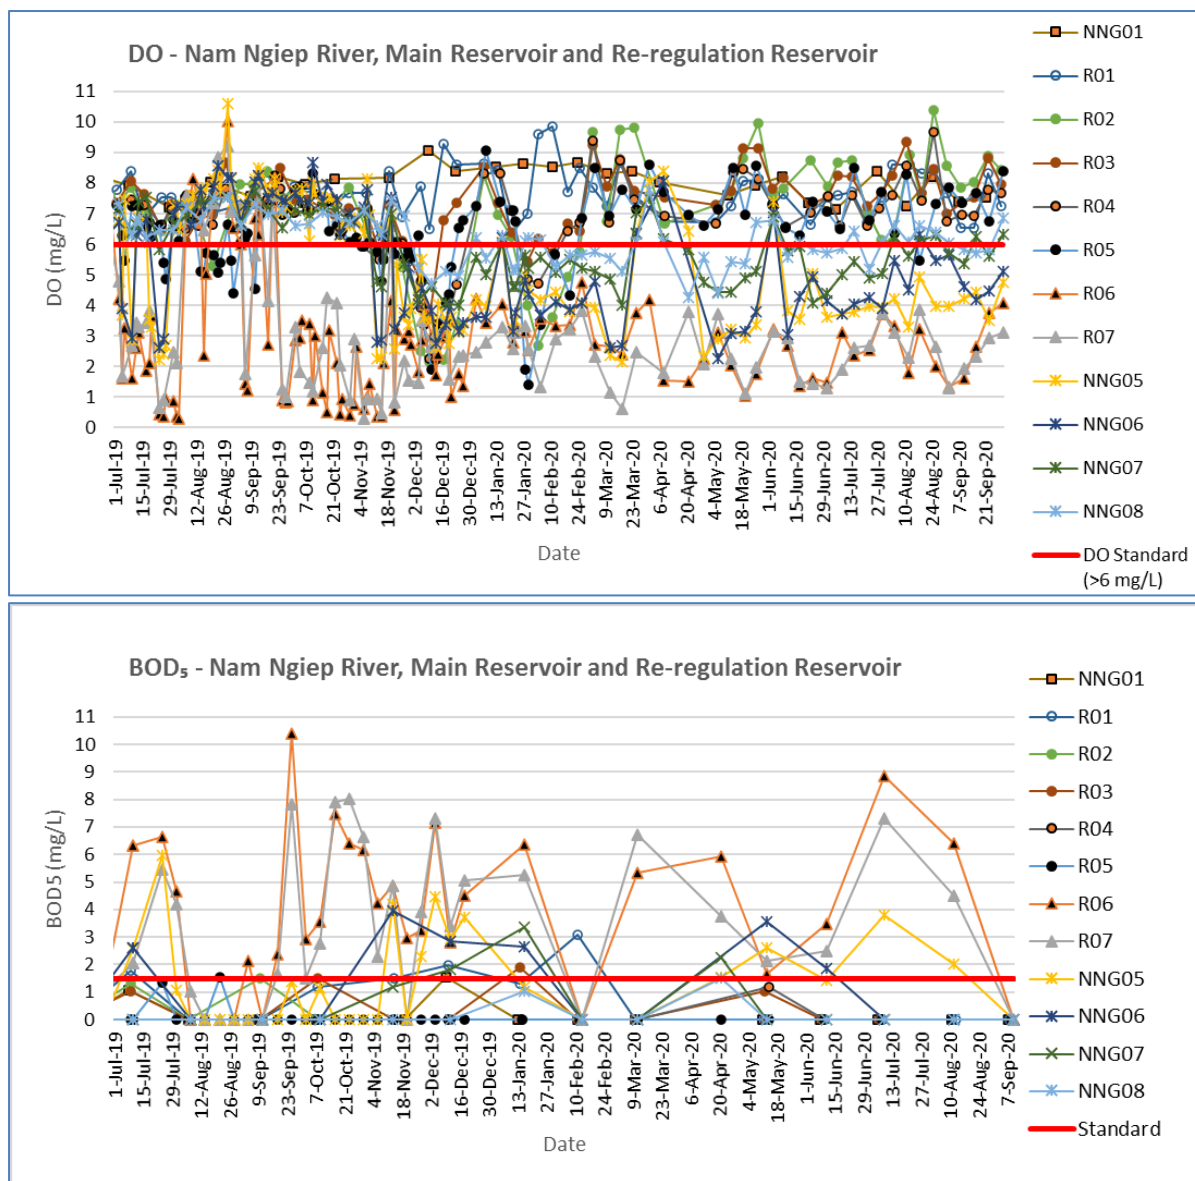 DO - Nam Ngiep River, Main Reservoir and Re-regulation Reservoir
11
10
9
8
7
6
5
4
3
2
1
0
DO (mg/L)
1-Jul-19
15-Jul-19
29-Jul-19
12-Aug-19
26-Aug-19
9-Sep-19
23-Sep-19
7-Oct-19
21-Oct-19
4-Nov-19
18-Nov-19
2-Dec-19
16-Dec-19
30-Dec-19
13-Jan-20
27-Jan-20
10-Feb-20
24-Feb-20
9-Mar-20
23-Mar-20
6-Apr-20
20-Apr-20
4-May-20
18-May-20
1-Jun-20
15-Jun-20
29-Jun-20
13-Jul-20
27-Jul-20
10-Aug-20
24-Aug-20
7-Sep-20
21-Sep-20
Date
NNG01
R01
R02
R03
R04
R05
R06
R07
NNG05
NNG06
NNG07
NNG08
DO Standard
(>6 mg/L)
BOD₅ - Nam Ngiep River, Main Reservoir and Re-regulation Reservoir
11
10
9
8
7
6
5
4
3
2
1
0
BOD5 (mg/L)
1-Jul-19
15-Jul-19
29-Jul-19
12-Aug-19
26-Aug-19
9-Sep-19
23-Sep-19
7-Oct-19
21-Oct-19
4-Nov-19
18-Nov-19
2-Dec-19
16-Dec-19
30-Dec-19
13-Jan-20
27-Jan-20
10-Feb-20
24-Feb-20
9-Mar-20
23-Mar-20
6-Apr-20
20-Apr-20
4-May-20
18-May-20
1-Jun-20
15-Jun-20
29-Jun-20
13-Jul-20
27-Jul-20
10-Aug-20
24-Aug-20
7-Sep-20
Date
NNG01
R01
R02
R03
R04
R05
R06
R07
NNG05
NNG06
NNG07
NNG08
Standard